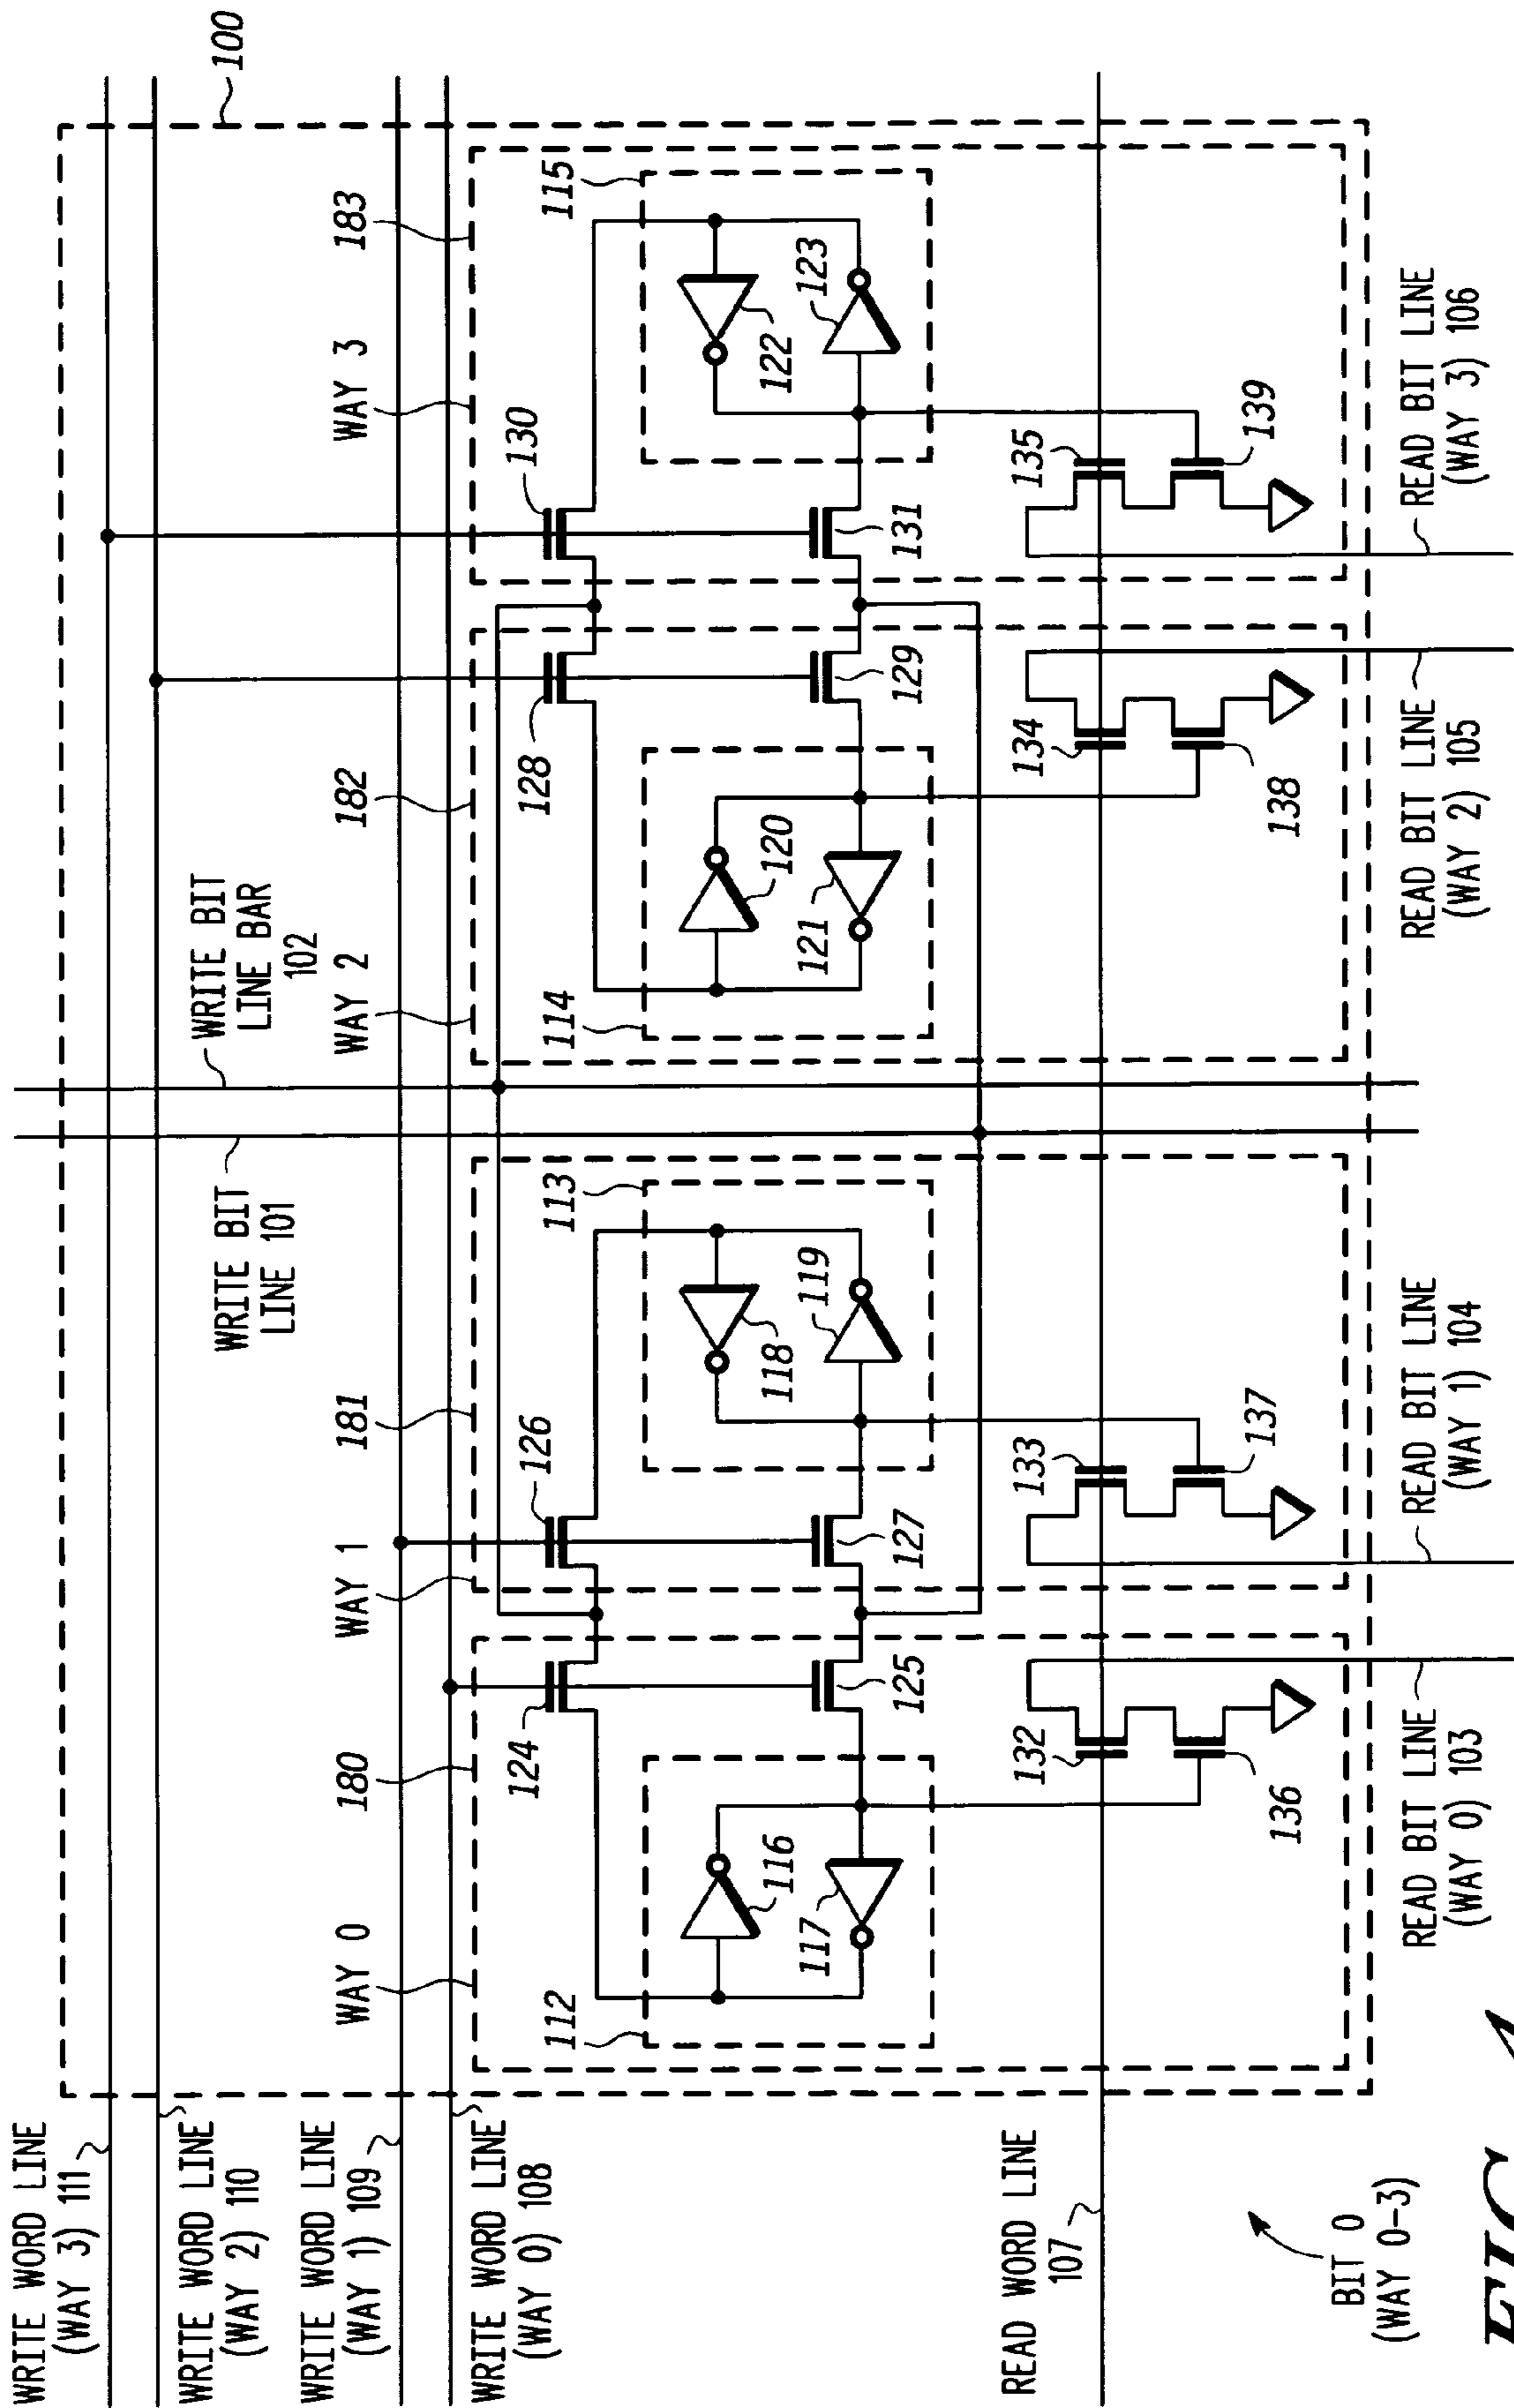 WRITE WORD LINE
(WAY 3) 111
WRITE WORD LINE
(WAY 2) 110
WRITE WORD LINE
(WAY 1) 109
WRITE WORD LINE
(WAY 0) 108
READ WORD LINE
107
BIT 0
(WAY 0-3)
100
WRITE BIT
LINE 101
WRITE BIT
LINE BAR
102
WAY 0
180
WAY 1
181
WAY 2
182
WAY 3
183
112
124
126
113
114
128
130
115
116
117
125
127
118
119
120
121
129
131
122
123
132
136
133
137
134
138
135
139
READ BIT LINE
(WAY 0) 103
READ BIT LINE
(WAY 1) 104
READ BIT LINE
(WAY 2) 105
READ BIT LINE
(WAY 3) 106
FIG.